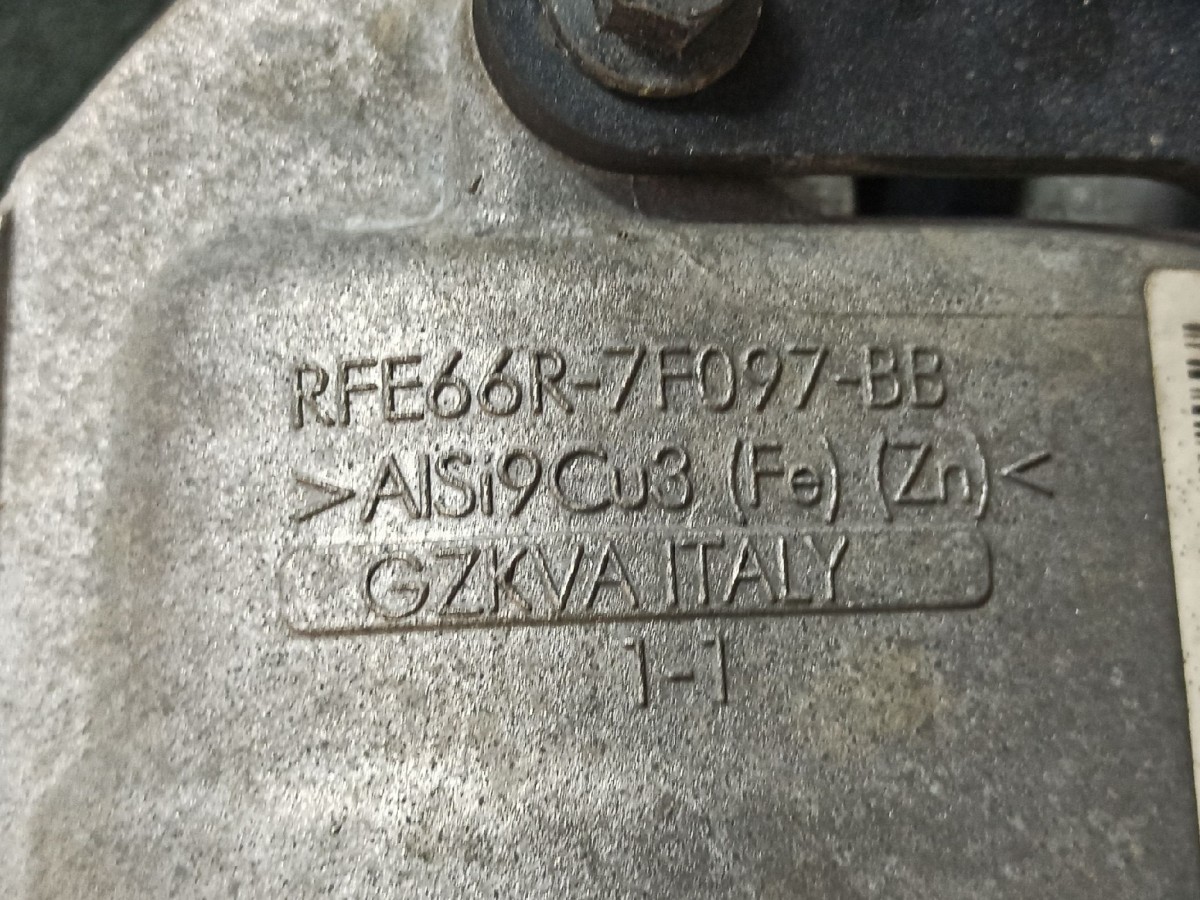 RFE66R-7F097-BB
>AlSi9Cu3 (Fe) (Zn)<
GZKVA ITALY
1-1